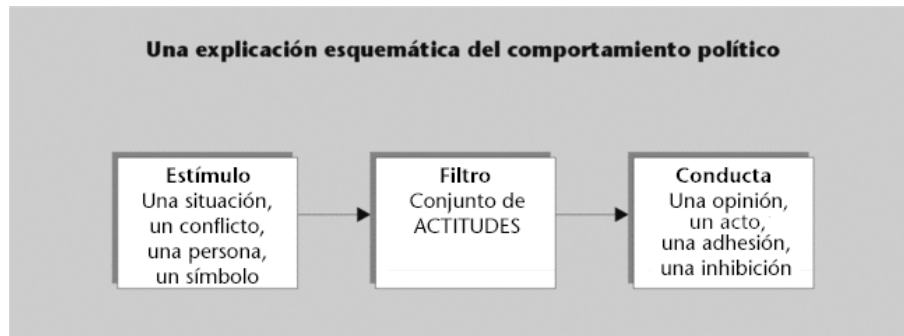 Una explicación esquemática del comportamiento político
Estímulo
Una situación,
un conflicto,
una persona,
un símbolo
Filtro
Conjunto de
ACTITUDES
Conducta
Una opinión,
un acto,
una adhesión,
una inhibición